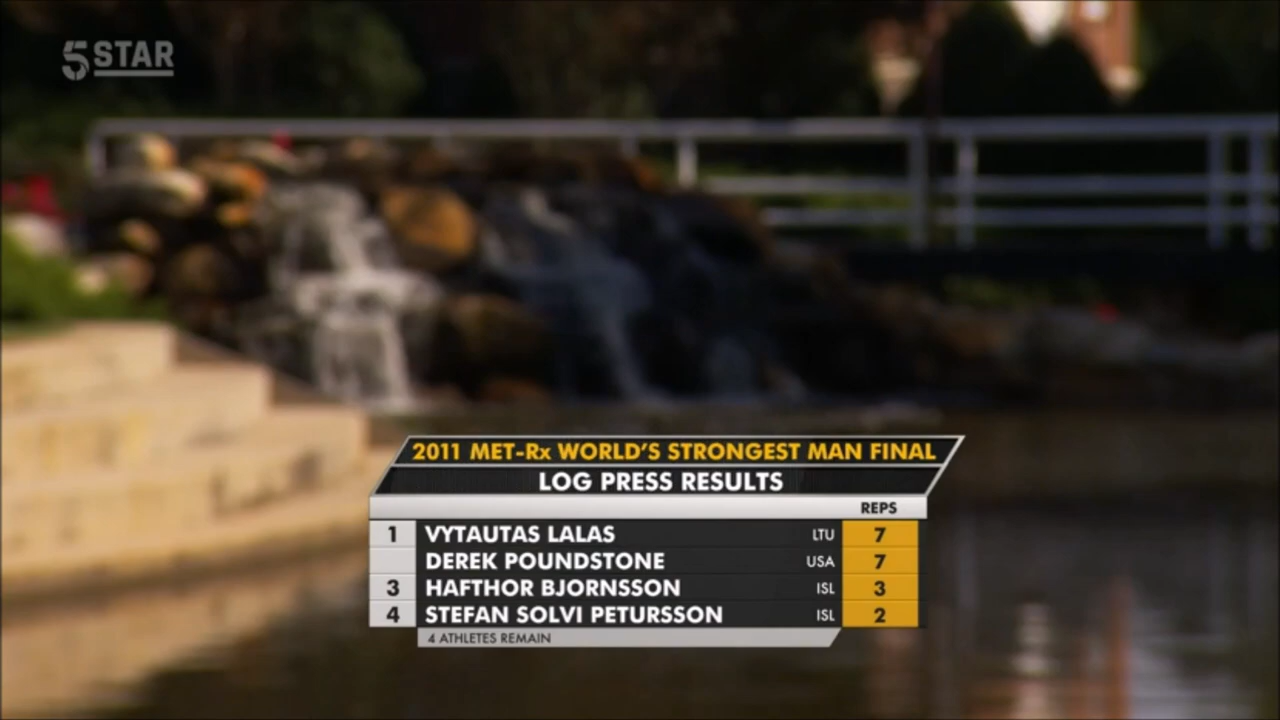 5STAR
2011 MET-Rx WORLD'S STRONGEST MAN FINAL
LOG PRESS RESULTS
REPS
1 VYTAUTAS LALAS LTU 7
DEREK POUNDSTONE USA 7
3 HAFTHOR BJORNSSON ISL 3
4 STEFAN SOLVI PETURSSON ISL 2
4 ATHLETES REMAIN